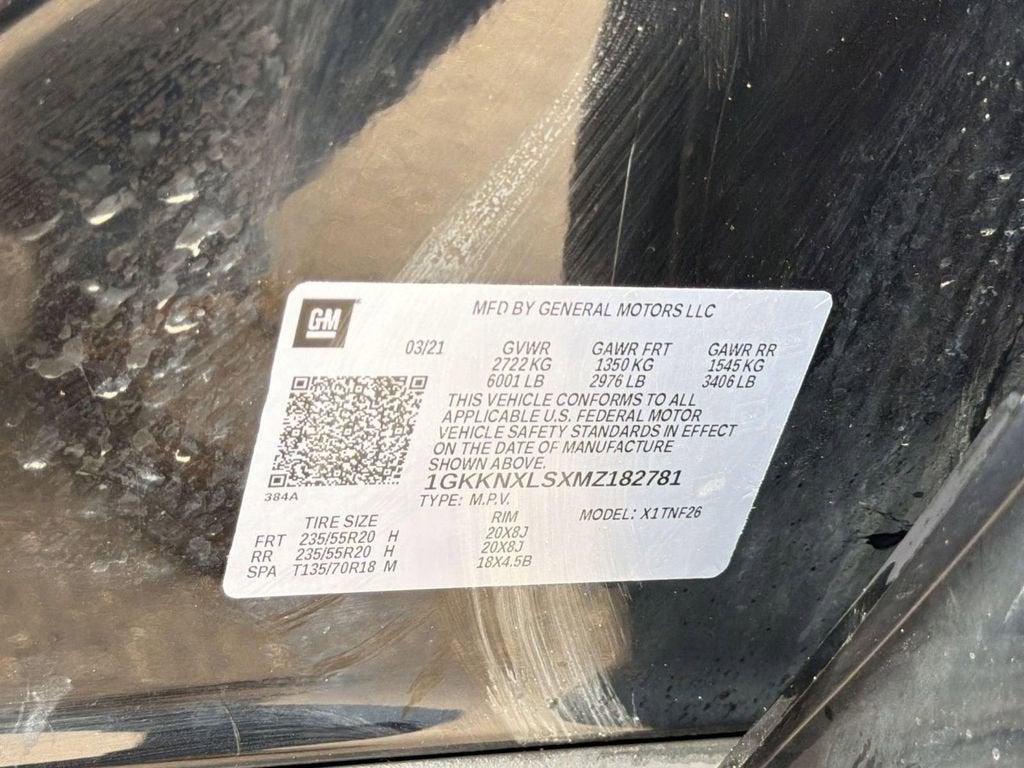 GM
MFD BY GENERAL MOTORS LLC
03/21 GVWR GAWR FRT GAWR RR
2722 KG 1350 KG 1545 KG
6001 LB 2976 LB 3406 LB
THIS VEHICLE CONFORMS TO ALL
APPLICABLE U.S. FEDERAL MOTOR
VEHICLE SAFETY STANDARDS IN EFFECT
ON THE DATE OF MANUFACTURE
SHOWN ABOVE.
1GKKNXLSXMZ182781
384A
TYPE: M.P.V. MODEL: X1TNF26
TIRE SIZE RIM
FRT 235/55R20 H 20X8J
RR 235/55R20 H 20X8J
SPA T135/70R18 M 18X4.5B